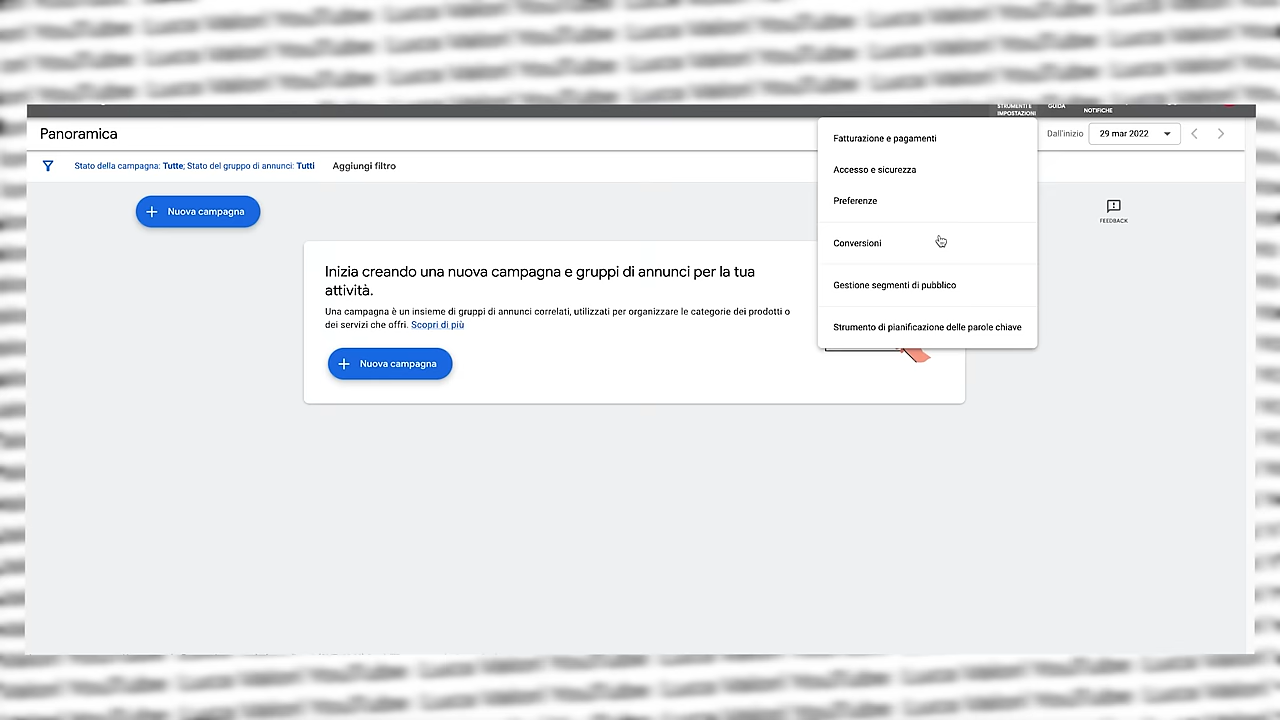 STRUMENTI E
IMPOSTAZIONI
GUIDA
NOTIFICHE
Panoramica
Dall'inizio
29 mar 2022
Stato della campagna: Tutte; Stato del gruppo di annunci: Tutti
Aggiungi filtro
Fatturazione e pagamenti
Accesso e sicurezza
Preferenze
Conversioni
Gestione segmenti di pubblico
Strumento di pianificazione delle parole chiave
Nuova campagna
FEEDBACK
Inizia creando una nuova campagna e gruppi di annunci per la tua
attività.
Una campagna è un insieme di gruppi di annunci correlati, utilizzati per organizzare le categorie dei prodotti o
dei servizi che offri. Scopri di più
Nuova campagna